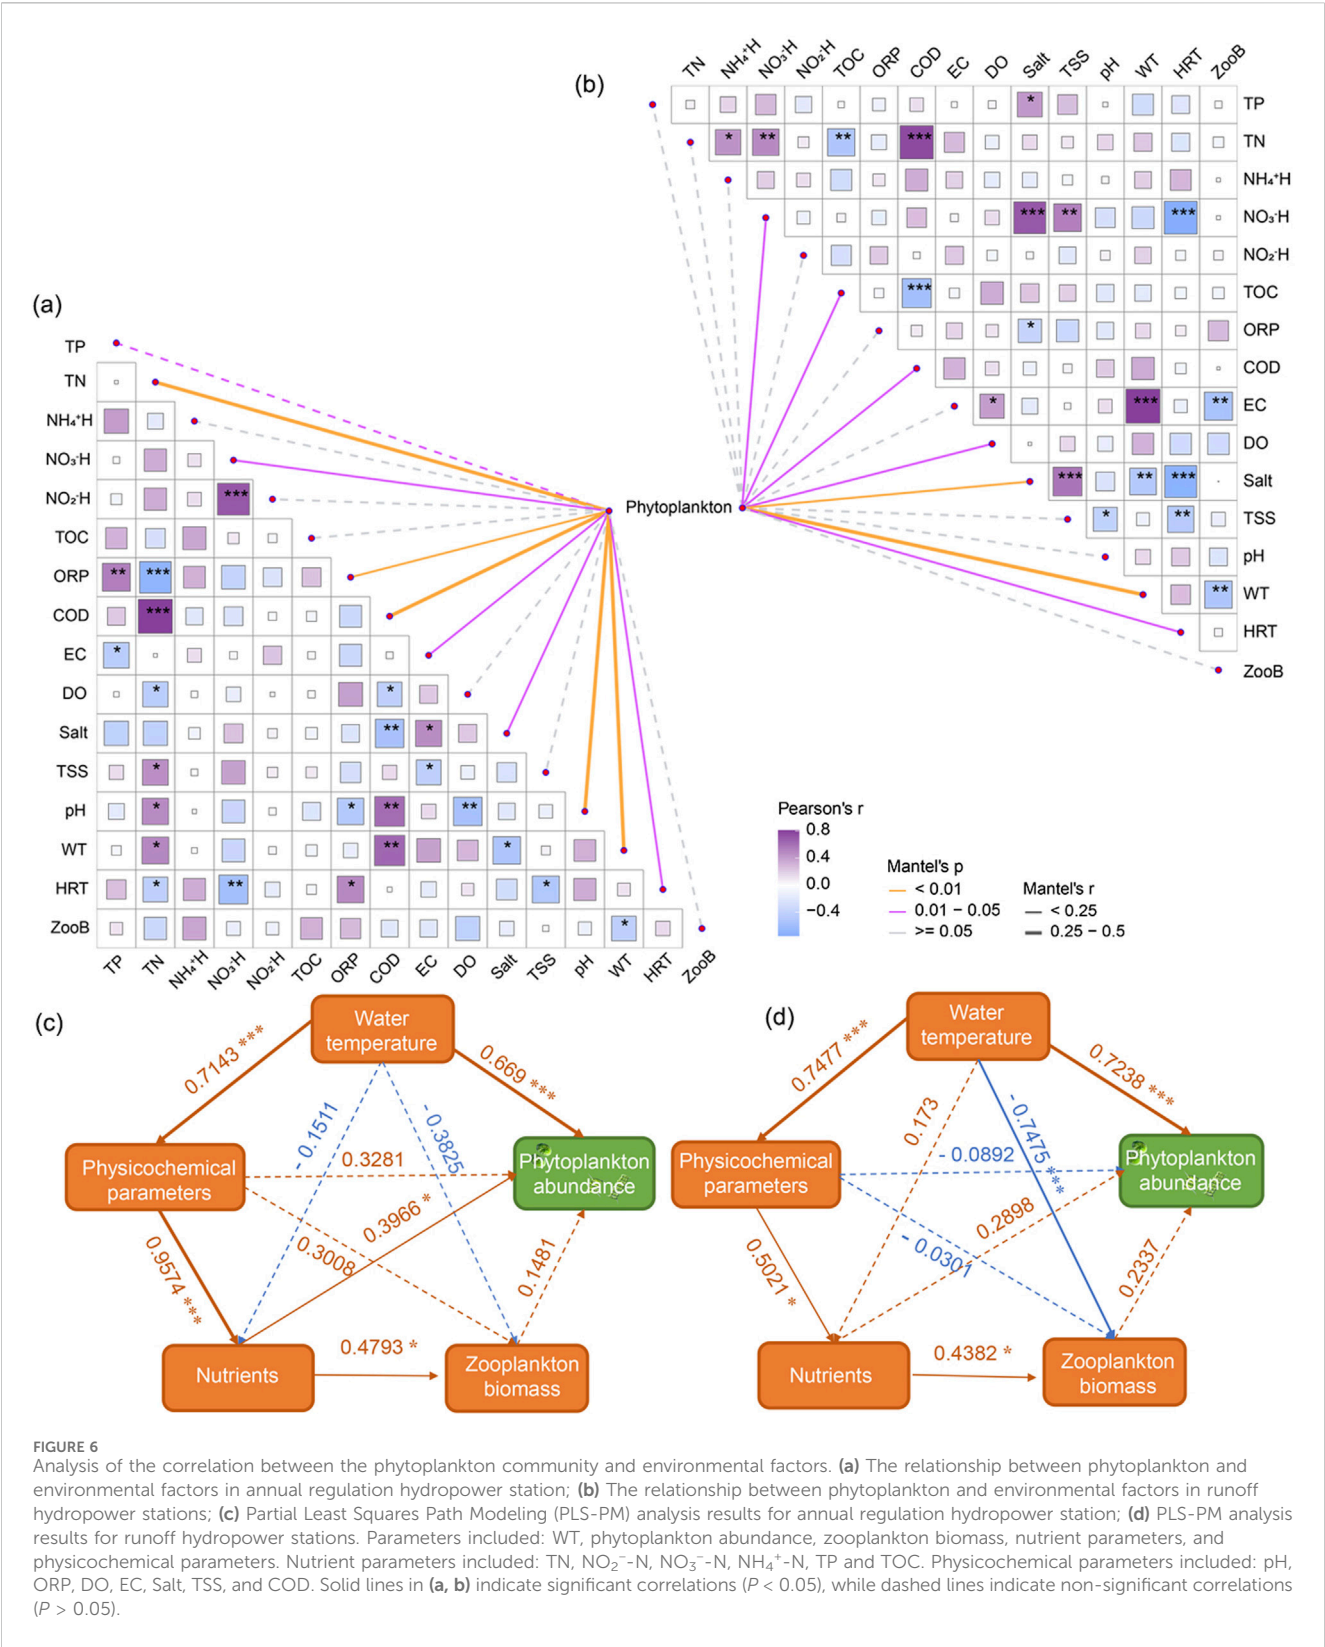 (b)
TN NH₄⁺H NO₃⁻H NO₂⁻H TOC ORP COD EC DO Salt TSS pH WT HRT ZooB
* TP
* ** ** *** TN
NH₄⁺H
*** ** *** NO₃⁻H
NO₂⁻H
*** TOC
* ORP
COD
* *** ** EC
DO
*** ** *** Salt
* ** TSS
pH
** WT
HRT
ZooB
Phytoplankton
(a)
TP
TN
NH₄⁺H
NO₃⁻H
NO₂⁻H ***
TOC
ORP ** ***
COD ***
EC *
DO * *
Salt ** *
TSS * *
pH * * ** **
WT * ** *
HRT * ** * *
ZooB *
TP TN NH₄⁺H NO₃⁻H NO₂⁻H TOC ORP COD EC DO Salt TSS pH WT HRT ZooB
Pearson's r
0.8
0.4
0.0
−0.4
Mantel's p
< 0.01
0.01 − 0.05
>= 0.05
Mantel's r
< 0.25
0.25 − 0.5
(c)
Water
temperature
0.7143 ***
0.669 ***
- 0.1511
- 0.3825
Physicochemical
parameters
0.3281
Phytoplankton
abundance
0.3966 *
0.3008
0.9574 ***
0.1481
Nutrients
0.4793 *
Zooplankton
biomass
(d)
Water
temperature
0.7477 ***
0.7238 ***
0.173
- 0.7475 ***
Physicochemical
parameters
- 0.0892
Phytoplankton
abundance
0.2898
- 0.0301
0.5021 *
0.2337
Nutrients
0.4382 *
Zooplankton
biomass
FIGURE 6
Analysis of the correlation between the phytoplankton community and environmental factors. (a) The relationship between phytoplankton and
environmental factors in annual regulation hydropower station; (b) The relationship between phytoplankton and environmental factors in runoff
hydropower stations; (c) Partial Least Squares Path Modeling (PLS-PM) analysis results for annual regulation hydropower station; (d) PLS-PM analysis
results for runoff hydropower stations. Parameters included: WT, phytoplankton abundance, zooplankton biomass, nutrient parameters, and
physicochemical parameters. Nutrient parameters included: TN, NO₂⁻-N, NO₃⁻-N, NH₄⁺-N, TP and TOC. Physicochemical parameters included: pH,
ORP, DO, EC, Salt, TSS, and COD. Solid lines in (a, b) indicate significant correlations (P < 0.05), while dashed lines indicate non-significant correlations
(P > 0.05).